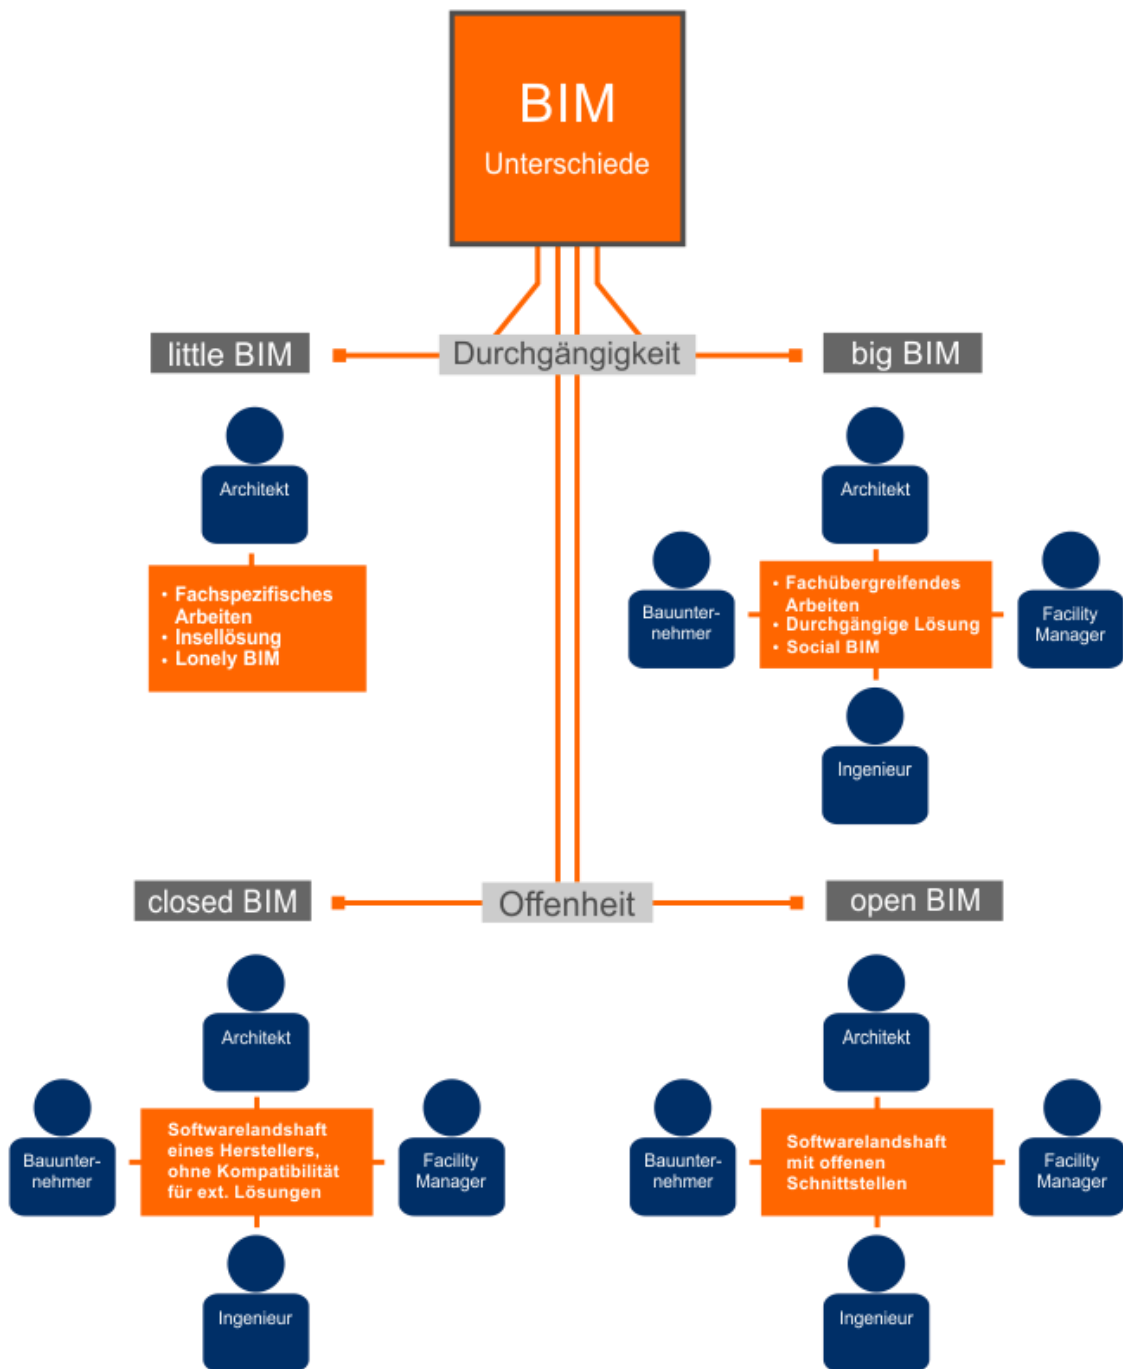 BIM
Unterschiede
little BIM
Durchgängigkeit
big BIM
Architekt
• Fachspezifisches
Arbeiten
• Insellösung
• Lonely BIM
Architekt
Bauunter-
nehmer
• Fachübergreifendes
Arbeiten
• Durchgängige Lösung
• Social BIM
Facility
Manager
Ingenieur
closed BIM
Offenheit
open BIM
Architekt
Bauunter-
nehmer
Softwarelandshaft
eines Herstellers,
ohne Kompatibilität
für ext. Lösungen
Facility
Manager
Ingenieur
Architekt
Bauunter-
nehmer
Softwarelandshaft
mit offenen
Schnittstellen
Facility
Manager
Ingenieur